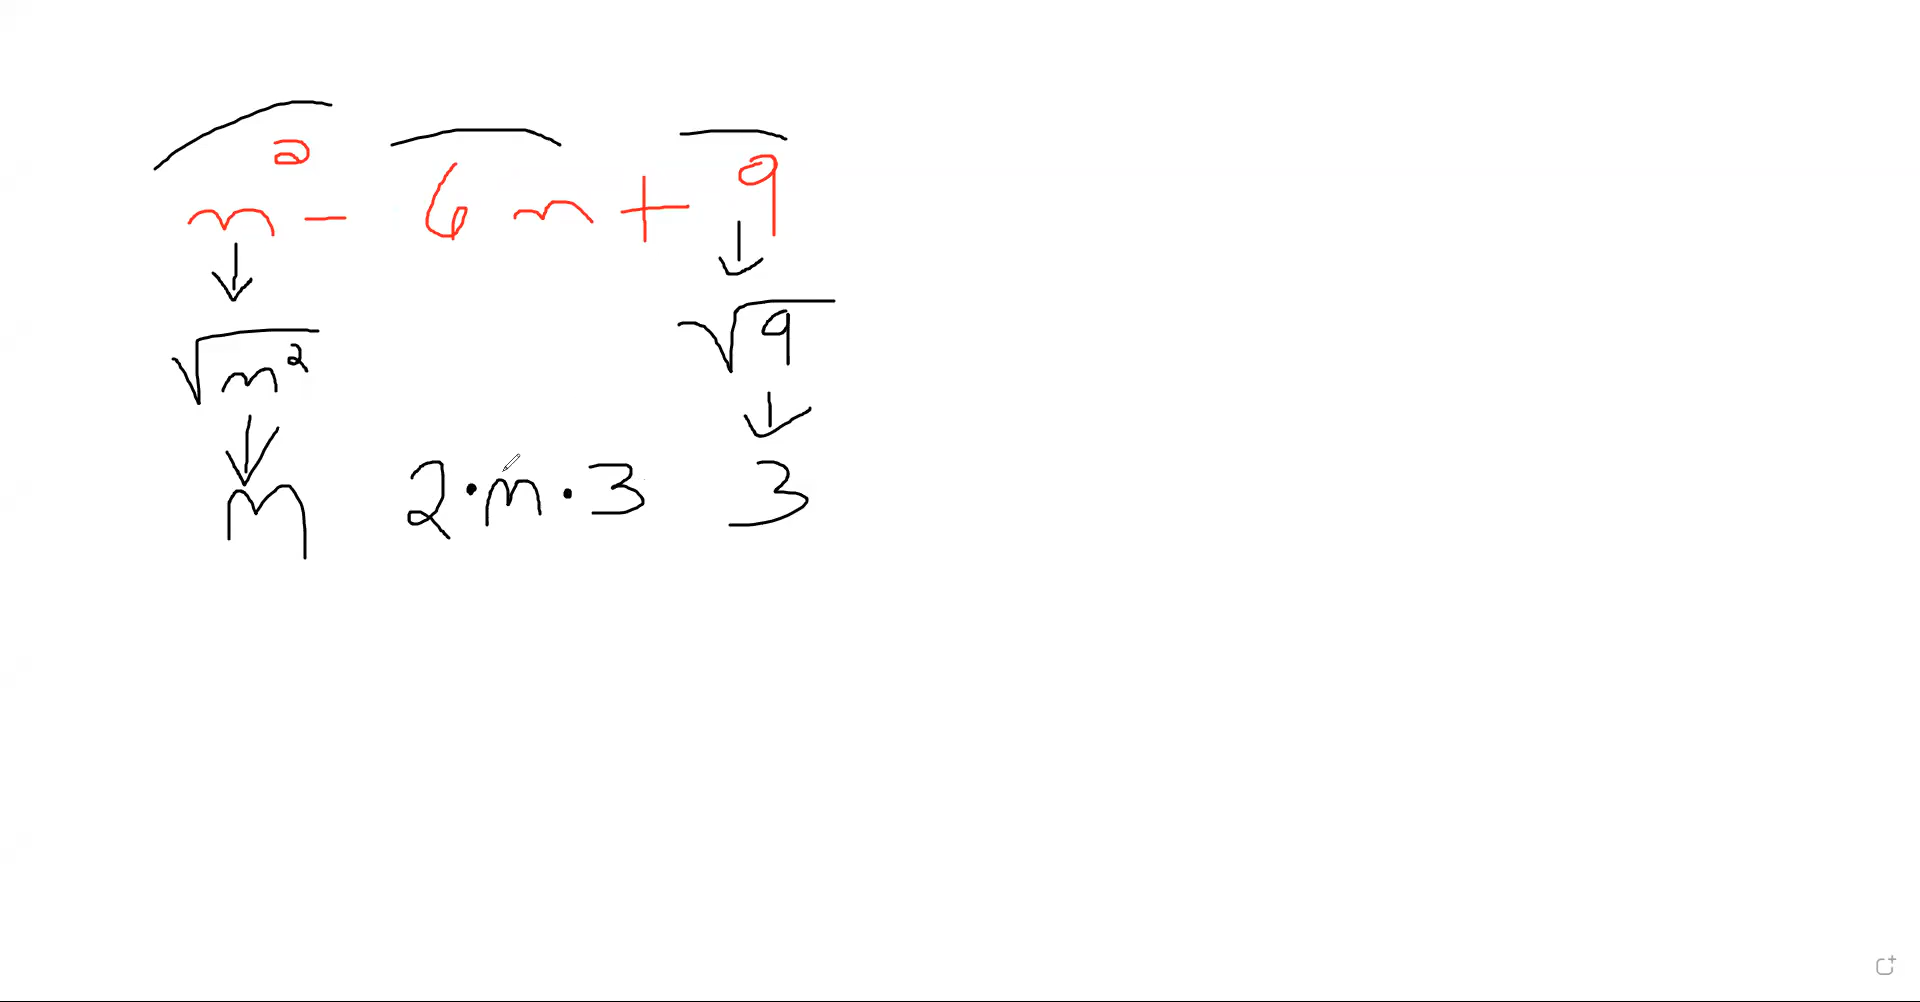 m² - 6m + 9
√m² √9
m 2·m·3 3